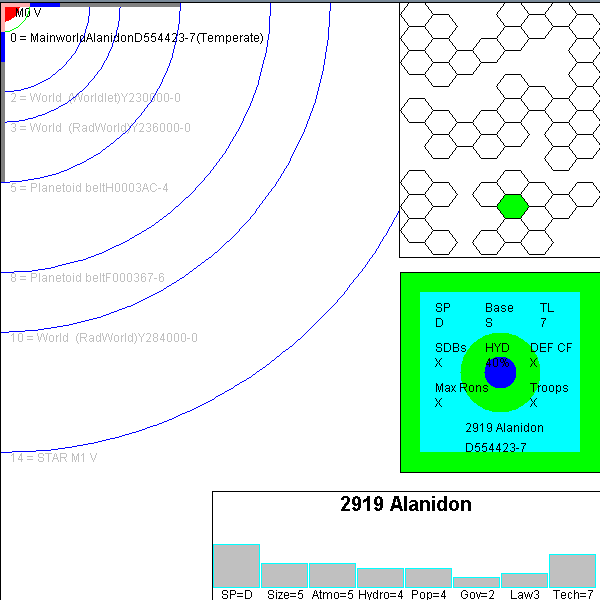 M0 V
0 = MainworldAlanidonD554423-7(Temperate)
2 = World (Worldlet)Y230000-0
3 = World (RadWorld)Y236000-0
5 = Planetoid beltH0003AC-4
8 = Planetoid beltF000367-6
10 = World (RadWorld)Y284000-0
14 = STAR M1 V
SP Base TL
D S 7
SDBs HYD DEF CF
X 40% X
Max Rons Troops
X X
2919 Alanidon
D554423-7
2919 Alanidon
SP=D Size=5 Atmo=5 Hydro=4 Pop=4 Gov=2 Law3 Tech=7